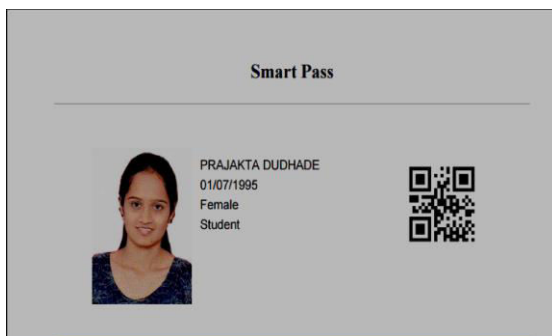 Smart Pass
PRAJAKTA DUDHADE
01/07/1995
Female
Student